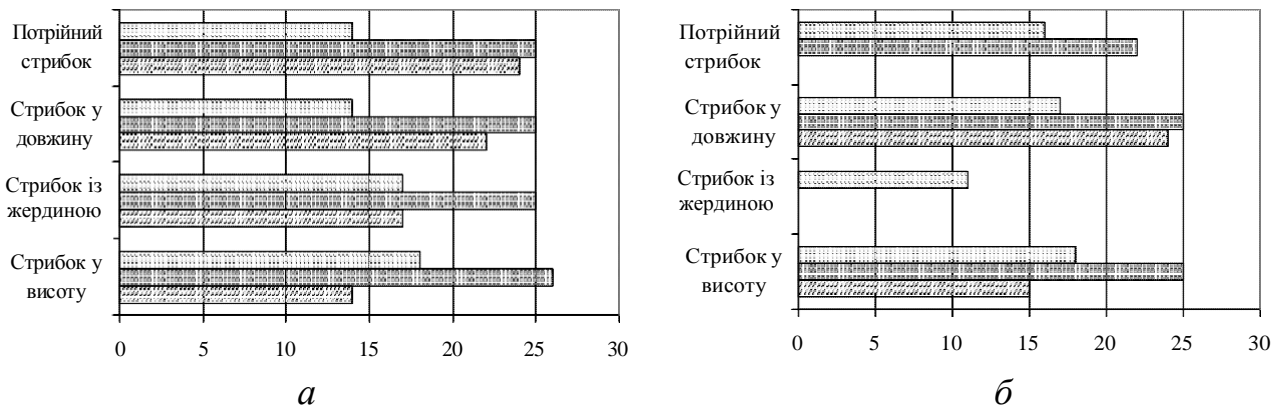 Потрійний
стрибок
Стрибок у
довжину
Стрибок із
жердиною
Стрибок у
висоту
0 5 10 15 20 25 30
а
Потрійний
стрибок
Стрибок у
довжину
Стрибок із
жердиною
Стрибок у
висоту
0 5 10 15 20 25 30
б